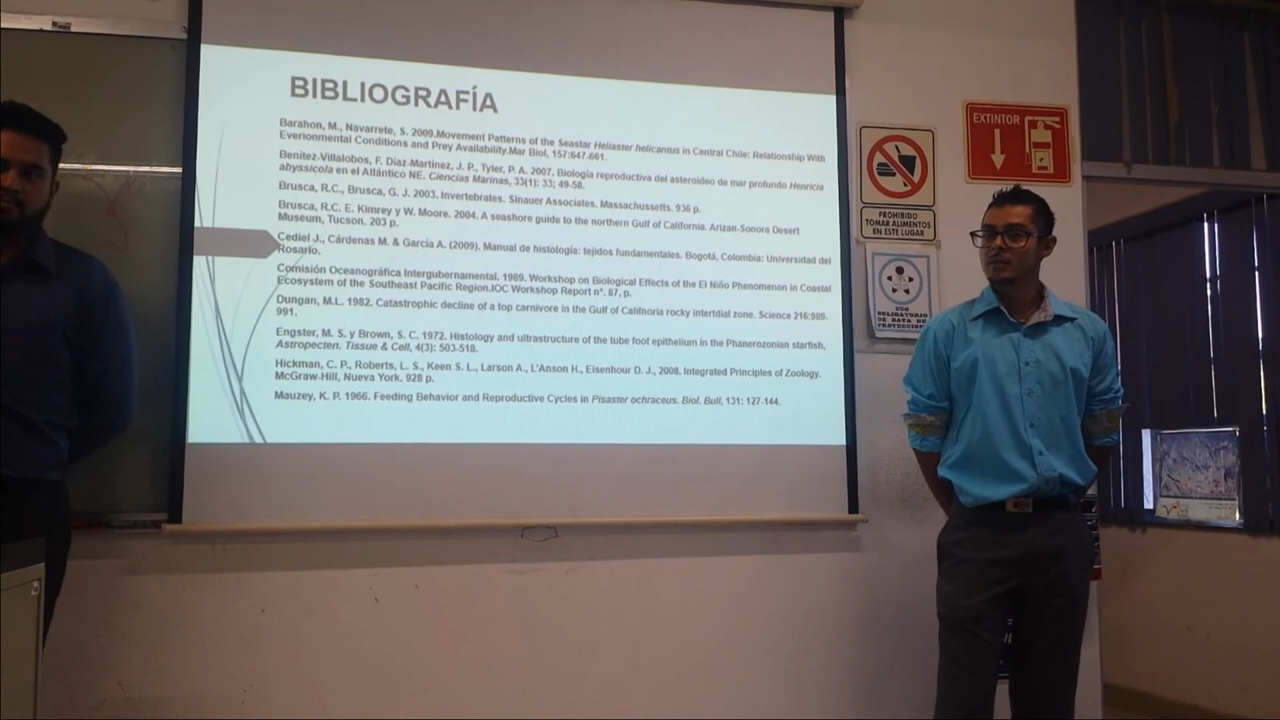 BIBLIOGRAFÍA
Barahon, M., Navarrete, S. 2009.Movement Patterns of the Seastar Heliaster helicantus in Central Chile: Relationship With
Everionmental Conditions and Prey Availability.Mar Biol, 157:647-661.
Benítez-Villalobos, F. Díaz-Martínez, J. P., Tyler, P. A. 2007. Biología reproductiva del asteroideo de mar profundo Henricia
abyssicola en el Atlántico NE. Ciencias Marinas, 33(1): 33; 49-58.
Brusca, R.C., Brusca, G. J. 2003. Invertebrates. Sinauer Associates. Massachussetts. 936 p.
Brusca, R.C. E. Kimrey y W. Moore. 2004. A seashore guide to the northern Gulf of California. Arizan-Sonora Desert
Museum, Tucson. 203 p.
Cediel J., Cárdenas M. & García A. (2009). Manual de histología: tejidos fundamentales. Bogotá, Colombia: Universidad del
Rosario.
Comisión Oceanográfica Intergubernamental. 1989. Workshop on Biological Effects of the El Niño Phenomenon in Coastal
Ecosystem of the Southeast Pacific Region.IOC Workshop Report n°. 87, p.
Dungan, M.L. 1982. Catastrophic decline of a top carnivore in the Gulf of Califnoria rocky intertdial zone. Science 216:989-
991.
Engster, M. S. y Brown, S. C. 1972. Histology and ultrastructure of the tube foot epithelium in the Phanerozonian starfish,
Astropecten. Tissue & Cell, 4(3): 503-518.
Hickman, C. P., Roberts, L. S., Keen S. L., Larson A., L'Anson H., Eisenhour D. J., 2008. Integrated Principles of Zoology.
McGraw-Hill, Nueva York. 928 p.
Mauzey, K. P. 1966. Feeding Behavior and Reproductive Cycles in Pisaster ochraceus. Biol. Bull, 131: 127-144.
EXTINTOR
PROHIBIDO
TOMAR ALIMENTOS
EN ESTE LUGAR
USO
OBLIGATORIO
DE BATA DE
PROTECCION